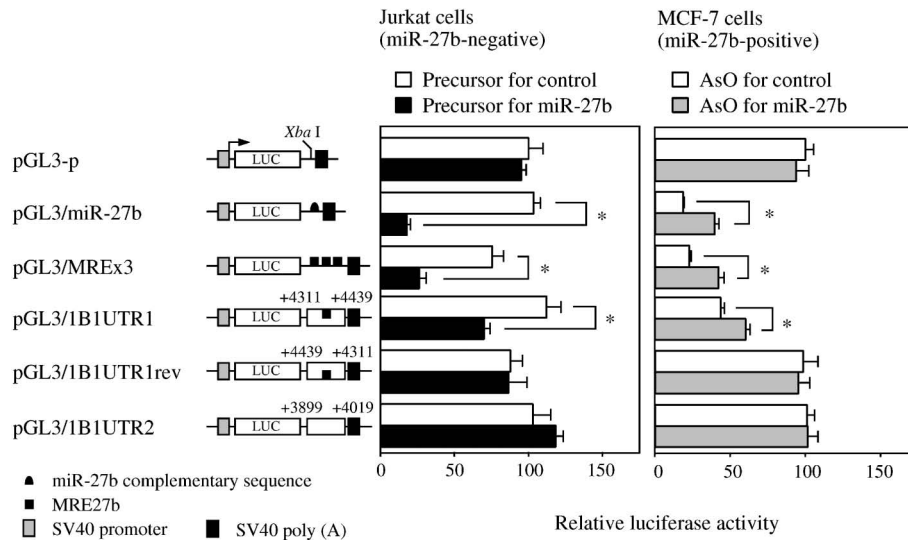 Jurkat cells
(miR-27b-negative)
MCF-7 cells
(miR-27b-positive)
Precursor for control
Precursor for miR-27b
AsO for control
AsO for miR-27b
Xba I
pGL3-p
LUC
pGL3/miR-27b
LUC
*
*
pGL3/MREx3
LUC
*
*
+4311 +4439
pGL3/1B1UTR1
LUC
*
*
+4439 +4311
pGL3/1B1UTR1rev
LUC
+3899 +4019
pGL3/1B1UTR2
LUC
0 50 100 150
0 50 100 150
miR-27b complementary sequence
MRE27b
SV40 promoter
SV40 poly (A)
Relative luciferase activity